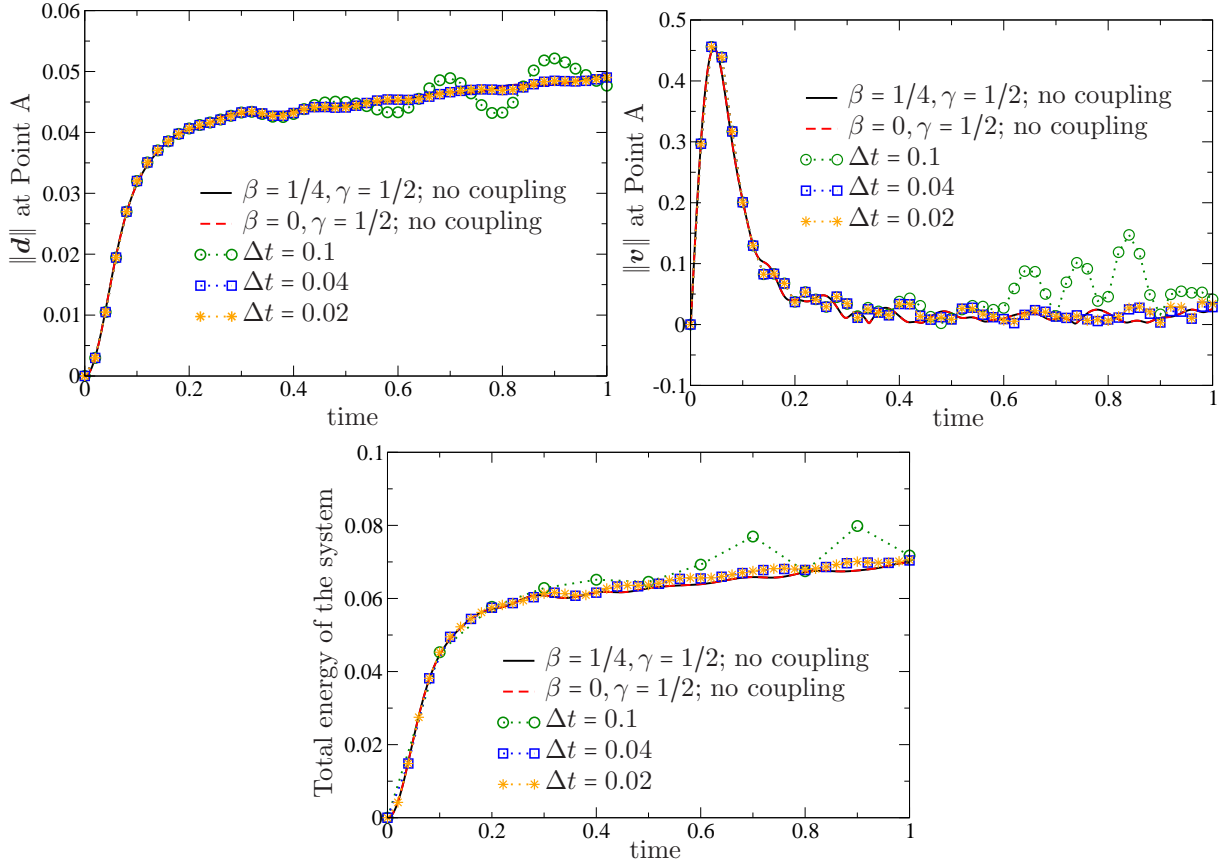 0.06
0.05
0.04
0.03
0.02
0.01
0
‖d‖ at Point A
β = 1/4, γ = 1/2; no coupling
β = 0, γ = 1/2; no coupling
Δt = 0.1
Δt = 0.04
Δt = 0.02
0 0.2 0.4 0.6 0.8 1
time
0.5
0.4
0.3
0.2
0.1
0
-0.1
‖v‖ at Point A
β = 1/4, γ = 1/2; no coupling
β = 0, γ = 1/2; no coupling
Δt = 0.1
Δt = 0.04
Δt = 0.02
0 0.2 0.4 0.6 0.8 1
time
0.1
0.08
0.06
0.04
0.02
0
Total energy of the system
β = 1/4, γ = 1/2; no coupling
β = 0, γ = 1/2; no coupling
Δt = 0.1
Δt = 0.04
Δt = 0.02
0 0.2 0.4 0.6 0.8 1
time